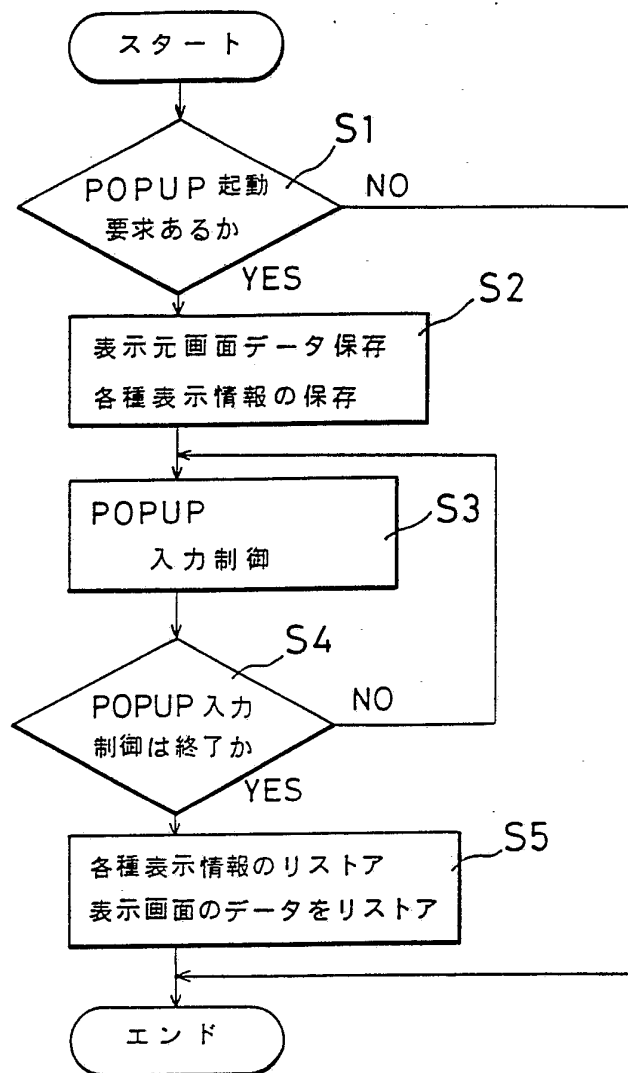 スタート
S1
POPUP 起動
要求あるか
NO
YES
S2
表示元画面データ保存
各種表示情報の保存
POPUP
入力制御
S3
S4
POPUP 入力
制御は終了か
NO
YES
S5
各種表示情報のリストア
表示画面のデータをリストア
エンド